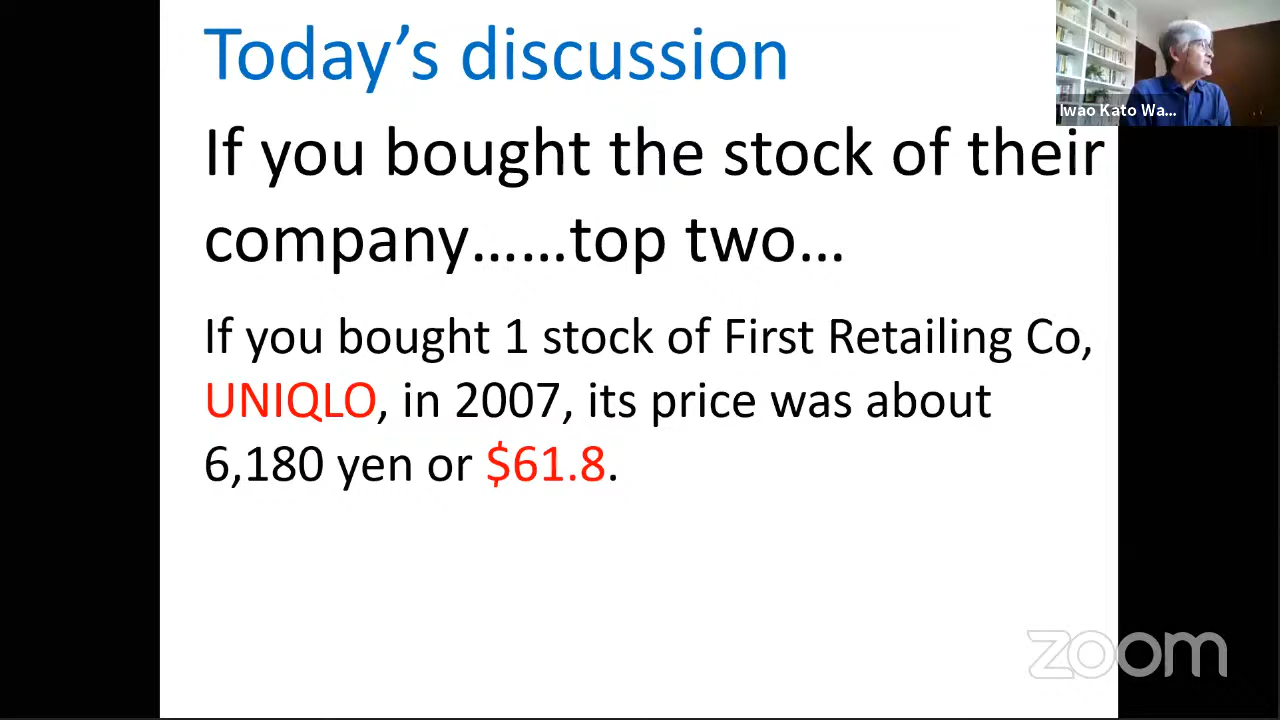 Today’s discussion
Iwao Kato Wa...
If you bought the stock of their
company……top two…
If you bought 1 stock of First Retailing Co,
UNIQLO, in 2007, its price was about
6,180 yen or $61.8.
zoom